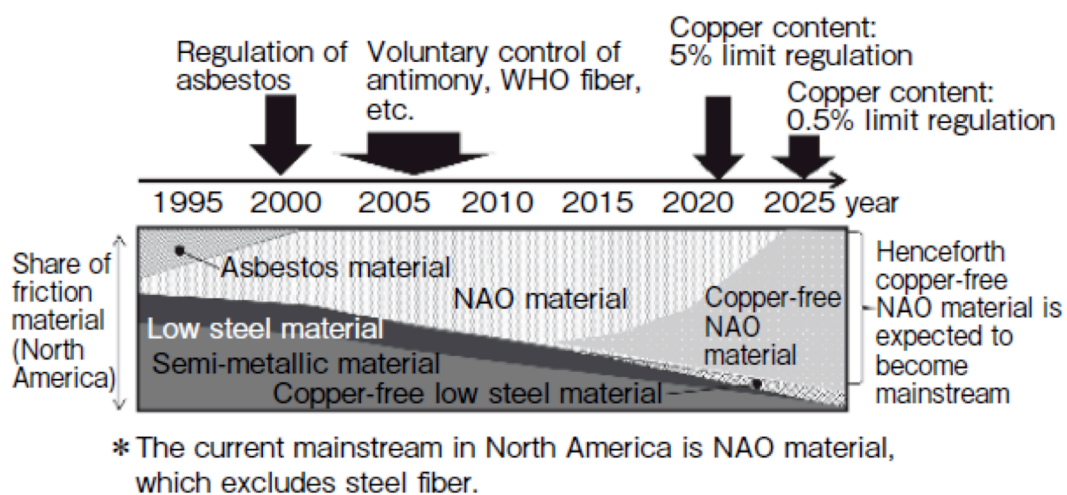 Regulation of
asbestos
Voluntary control of
antimony, WHO fiber,
etc.
Copper content:
5% limit regulation
Copper content:
0.5% limit regulation
1995 2000 2005 2010 2015 2020 2025 year
Share of
friction
material
(North
America)
Asbestos material
NAO material
Copper-free
NAO
material
Low steel material
Semi-metallic material
Copper-free low steel material
Henceforth
copper-free
NAO material is
expected to
become
mainstream
* The current mainstream in North America is NAO material,
which excludes steel fiber.